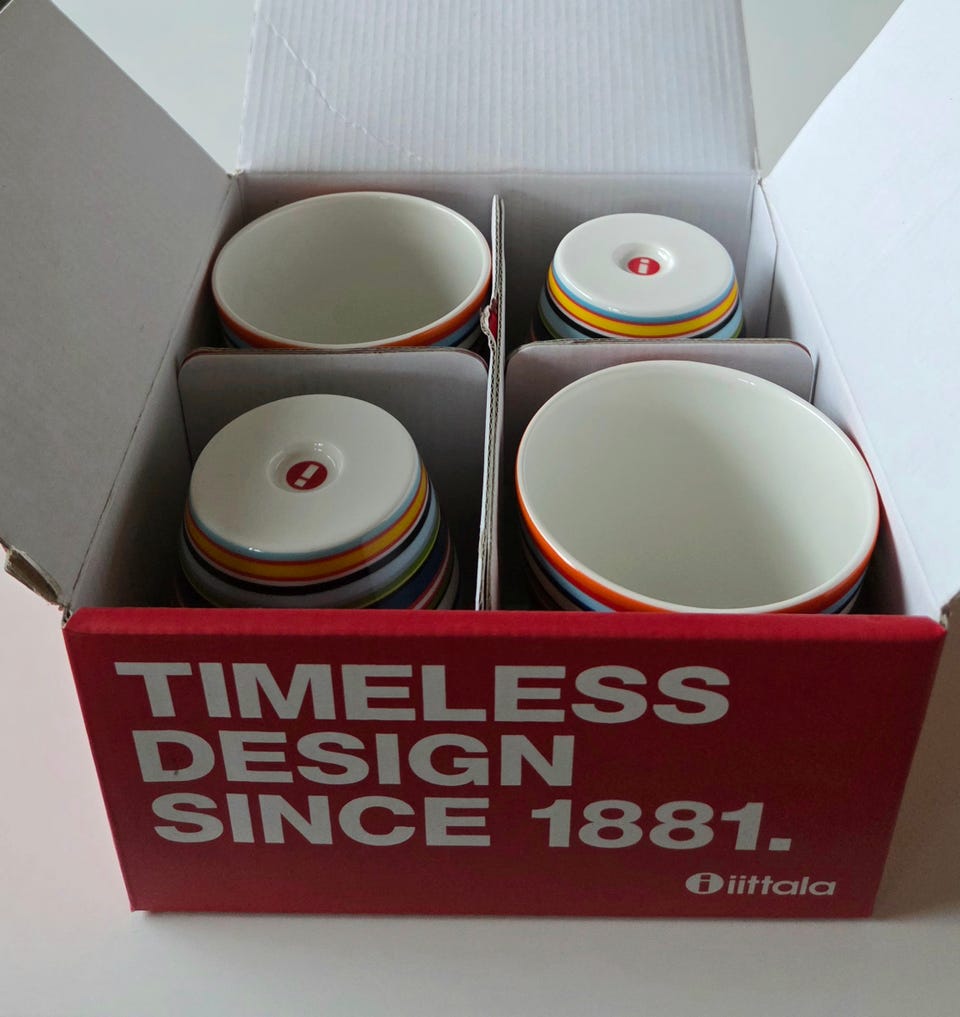 i
i
TIMELESS
DESIGN
SINCE 1881.
i iittala